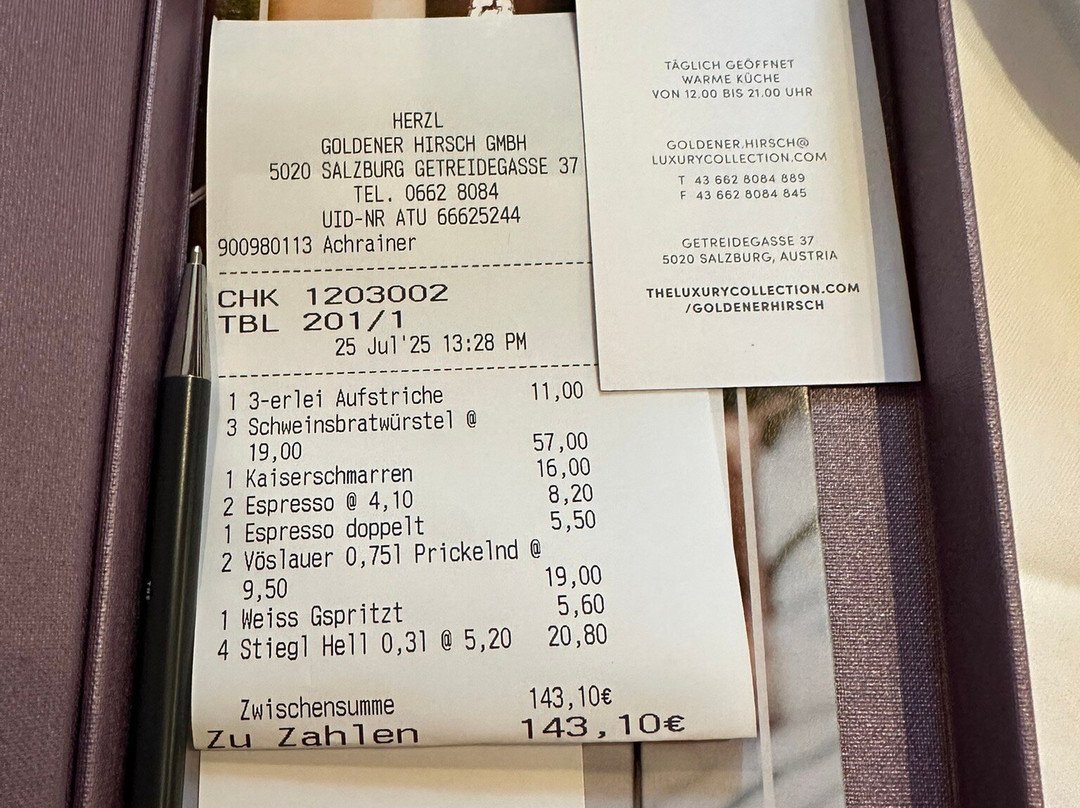 HERZL
GOLDENER HIRSCH GMBH
5020 SALZBURG GETREIDEGASSE 37
TEL. 0662 8084
UID-NR ATU 66625244
900980113 Achrainer
CHK 1203002
TBL 201/1
25 Jul'25 13:28 PM
1 3-erlei Aufstriche 11,00
3 Schweinsbratwürstel @
19,00 57,00
1 Kaiserschmarren 16,00
2 Espresso @ 4,10 8,20
1 Espresso doppelt 5,50
2 Vöslauer 0,75l Prickelnd @
9,50 19,00
1 Weiss Gspritzt 5,60
4 Stiegl Hell 0,3l @ 5,20 20,80
Zwischensumme 143,10€
Zu Zahlen 143,10€
TÄGLICH GEÖFFNET
WARME KÜCHE
VON 12.00 BIS 21.00 UHR
GOLDENER.HIRSCH@
LUXURYCOLLECTION.COM
T 43 662 8084 889
F 43 662 8084 845
GETREIDEGASSE 37
5020 SALZBURG, AUSTRIA
THELUXURYCOLLECTION.COM
/GOLDENERHIRSCH